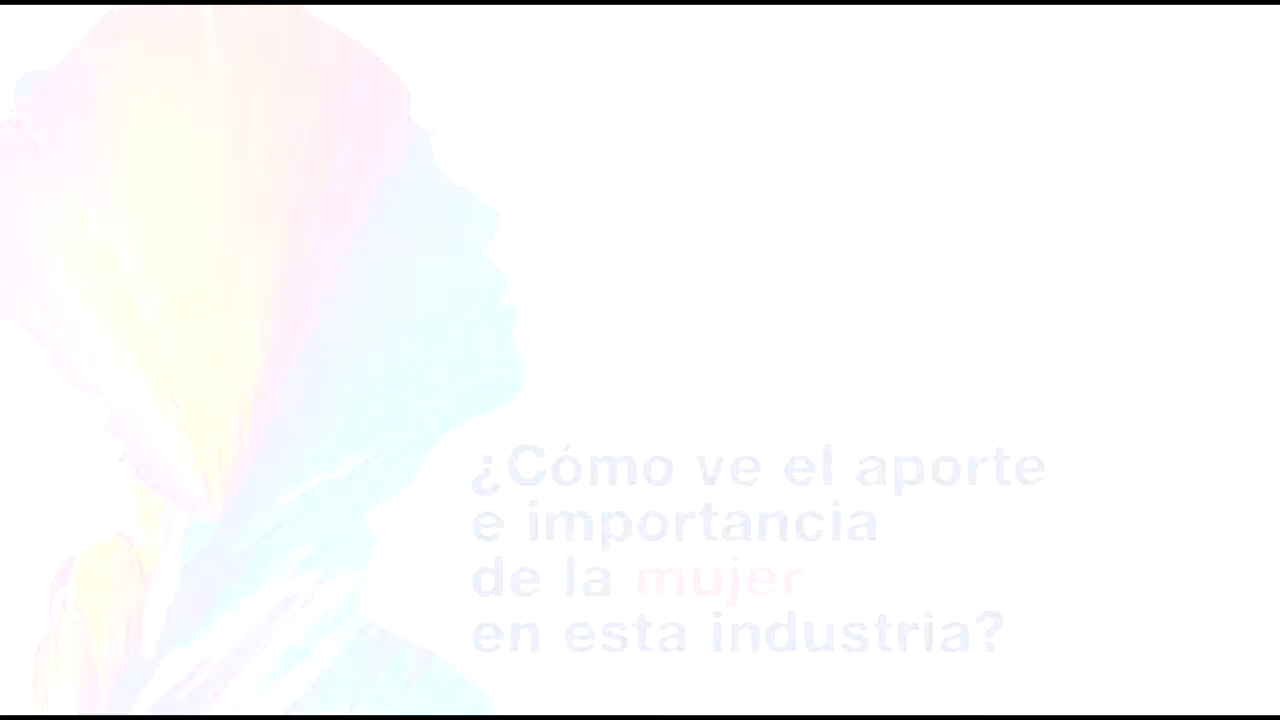 ¿Cómo ve el aporte
e importancia
de la mujer
en esta industria?